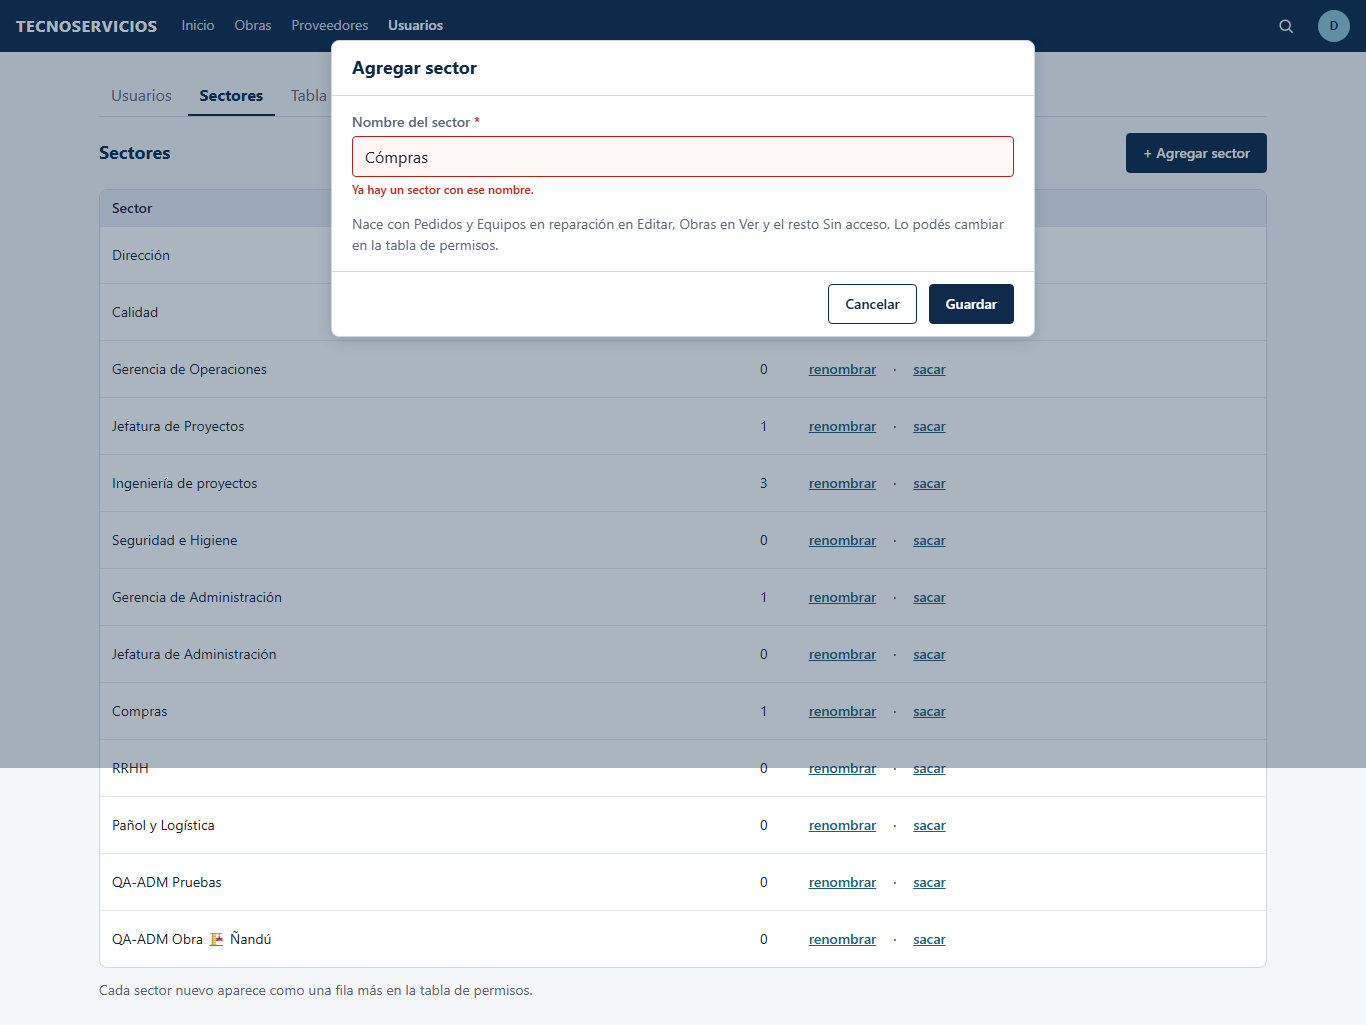 TECNOSERVICIOS Inicio Obras Proveedores Usuarios D
Agregar sector
Nombre del sector *
Cómpras
Ya hay un sector con ese nombre.
Nace con Pedidos y Equipos en reparación en Editar, Obras en Ver y el resto Sin acceso. Lo podés cambiar
en la tabla de permisos.
Cancelar Guardar
Usuarios Sectores Tabla
Sectores + Agregar sector
Sector
Dirección
Calidad
Gerencia de Operaciones 0 renombrar · sacar
Jefatura de Proyectos 1 renombrar · sacar
Ingeniería de proyectos 3 renombrar · sacar
Seguridad e Higiene 0 renombrar · sacar
Gerencia de Administración 1 renombrar · sacar
Jefatura de Administración 0 renombrar · sacar
Compras 1 renombrar · sacar
RRHH 0 renombrar · sacar
Pañol y Logística 0 renombrar · sacar
QA-ADM Pruebas 0 renombrar · sacar
QA-ADM Obra 🏗 Ñandú 0 renombrar · sacar
Cada sector nuevo aparece como una fila más en la tabla de permisos.